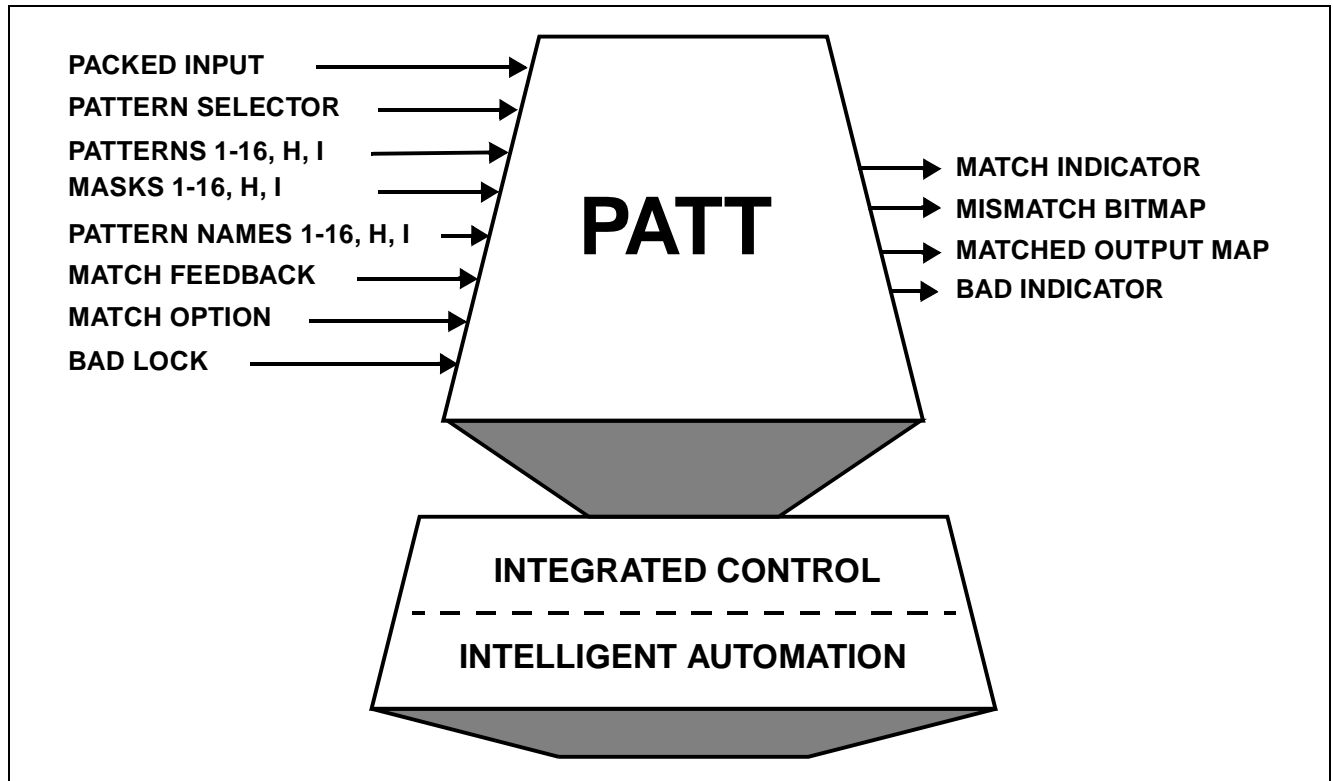 PACKED INPUT
PATTERN SELECTOR
PATTERNS 1-16, H, I
MASKS 1-16, H, I
PATTERN NAMES 1-16, H, I
MATCH FEEDBACK
MATCH OPTION
BAD LOCK
PATT
MATCH INDICATOR
MISMATCH BITMAP
MATCHED OUTPUT MAP
BAD INDICATOR
INTEGRATED CONTROL
INTELLIGENT AUTOMATION